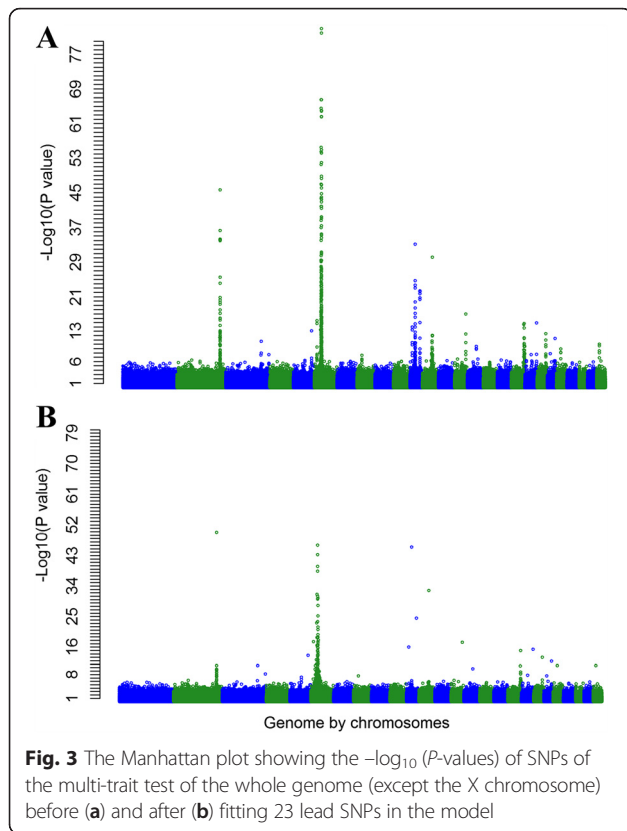 A
-Log10(P value)
77
69
61
53
45
37
29
21
13
6
1
B
-Log10(P value)
79
70
61
52
43
34
25
16
8
1
Genome by chromosomes
Fig. 3 The Manhattan plot showing the –log₁₀ (P-values) of SNPs of
the multi-trait test of the whole genome (except the X chromosome)
before (a) and after (b) fitting 23 lead SNPs in the model